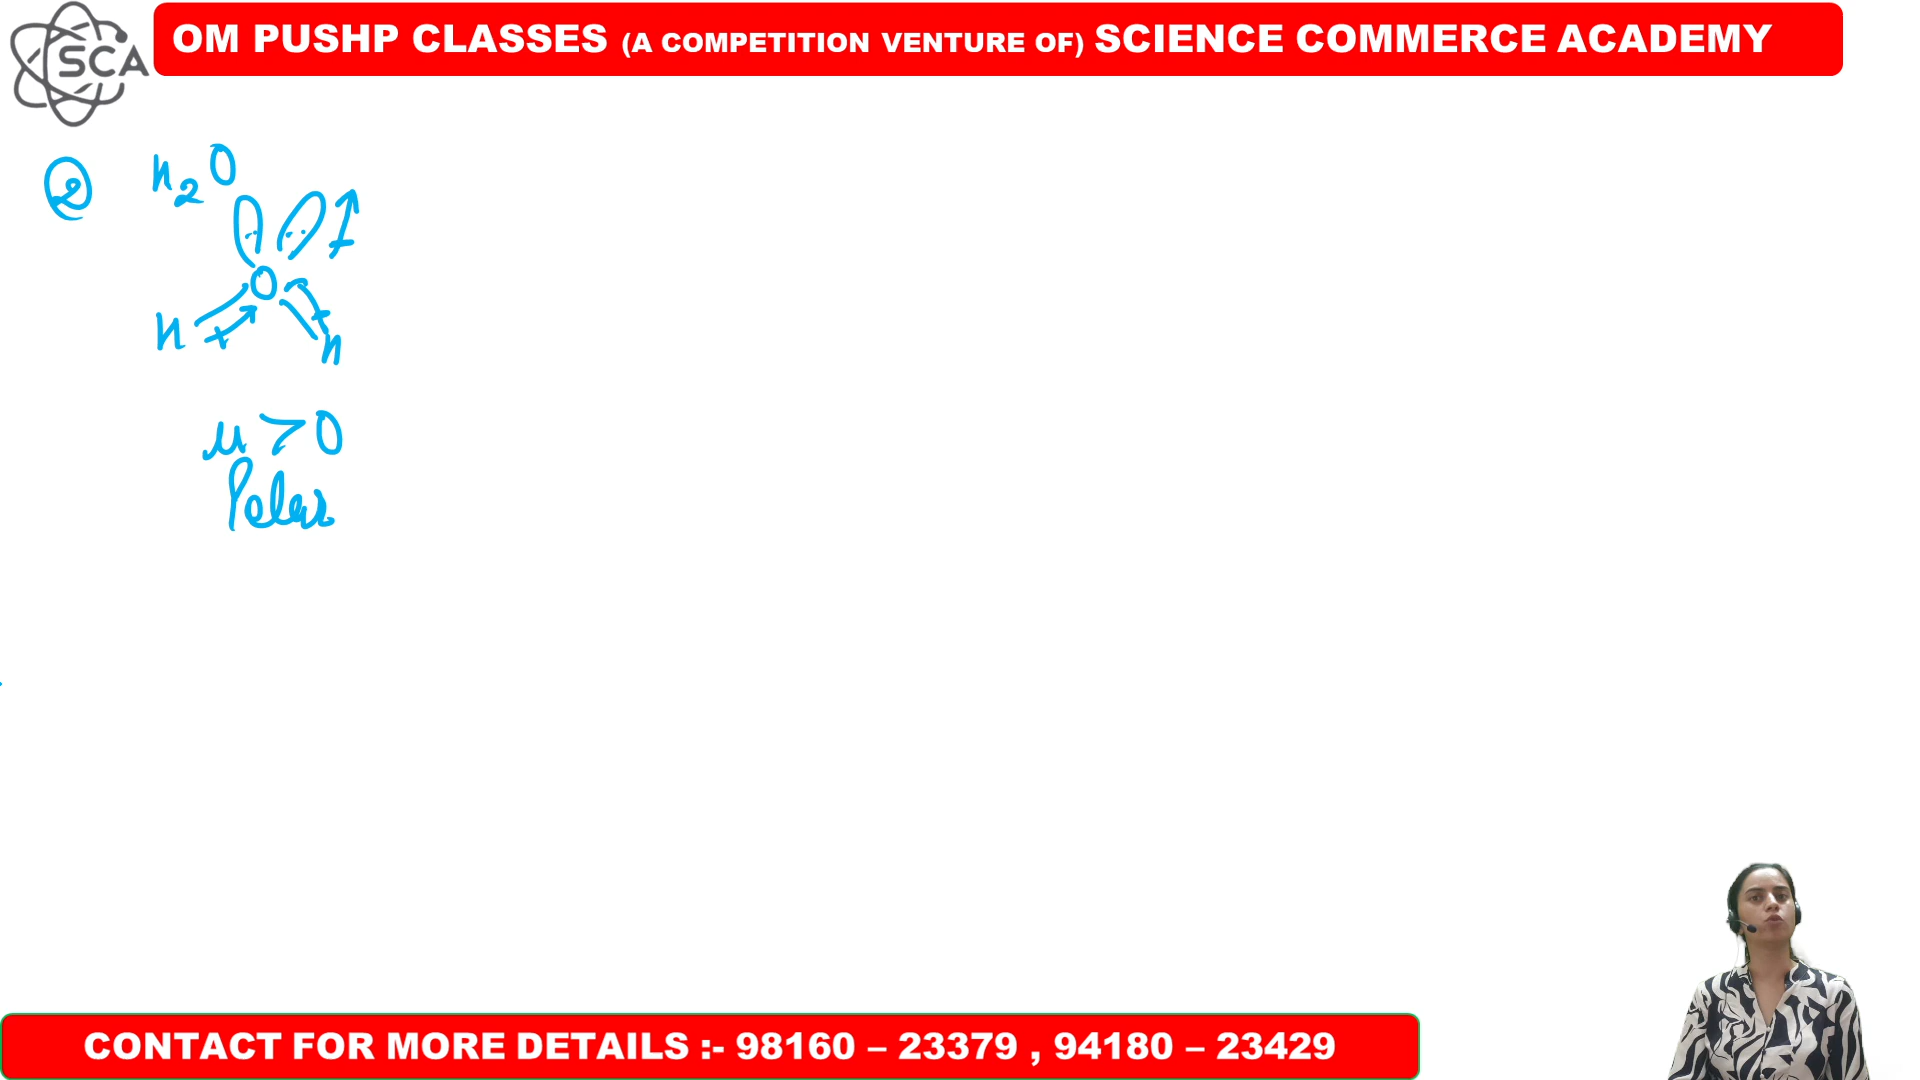 SCA
OM PUSHP CLASSES (A COMPETITION VENTURE OF) SCIENCE COMMERCE ACADEMY
② H₂O
O
H H
μ > 0
Polar
CONTACT FOR MORE DETAILS :- 98160 – 23379 , 94180 – 23429